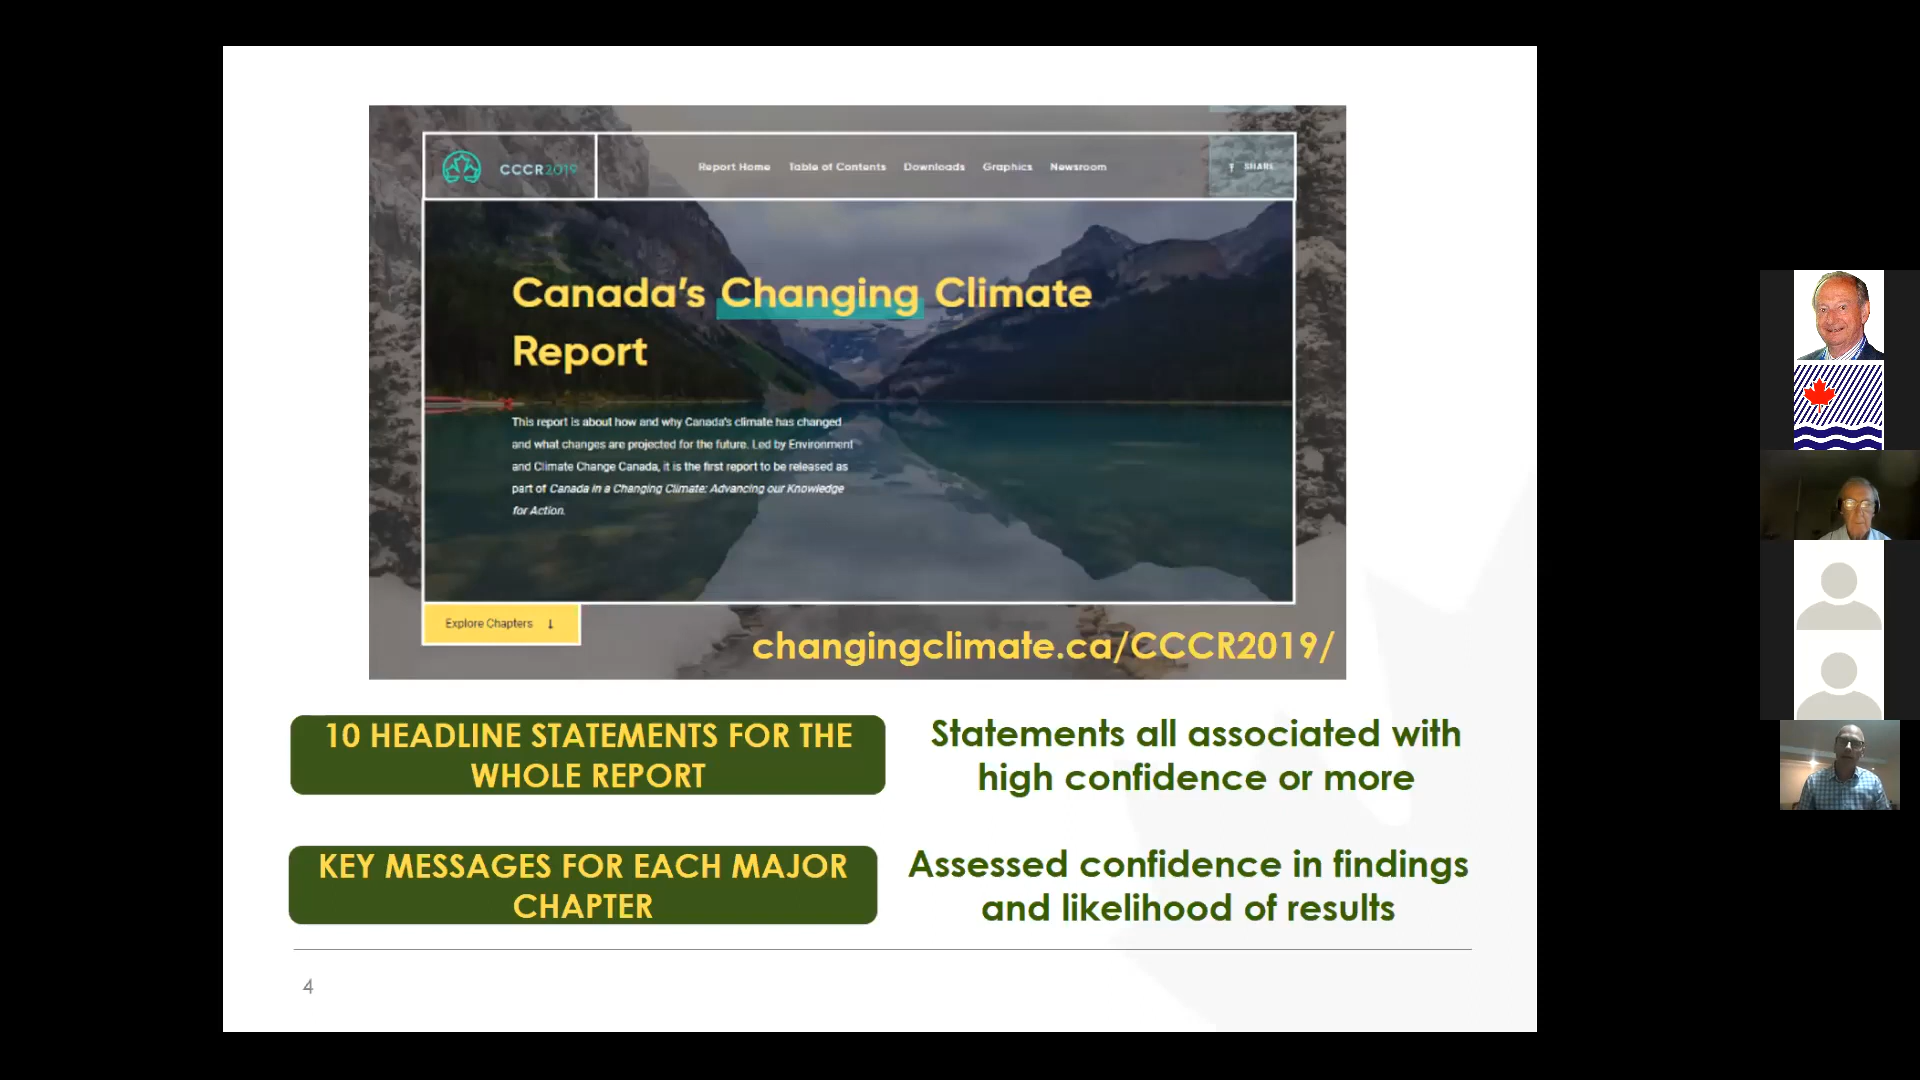 CCCR2019
Report Home Table of Contents Downloads Graphics Newsroom
SHARE
Canada's Changing Climate
Report
This report is about how and why Canada's climate has changed
and what changes are projected for the future. Led by Environment
and Climate Change Canada, it is the first report to be released as
part of Canada in a Changing Climate: Advancing our Knowledge
for Action.
Explore Chapters
changingclimate.ca/CCCR2019/
10 HEADLINE STATEMENTS FOR THE
WHOLE REPORT
Statements all associated with
high confidence or more
KEY MESSAGES FOR EACH MAJOR
CHAPTER
Assessed confidence in findings
and likelihood of results
4